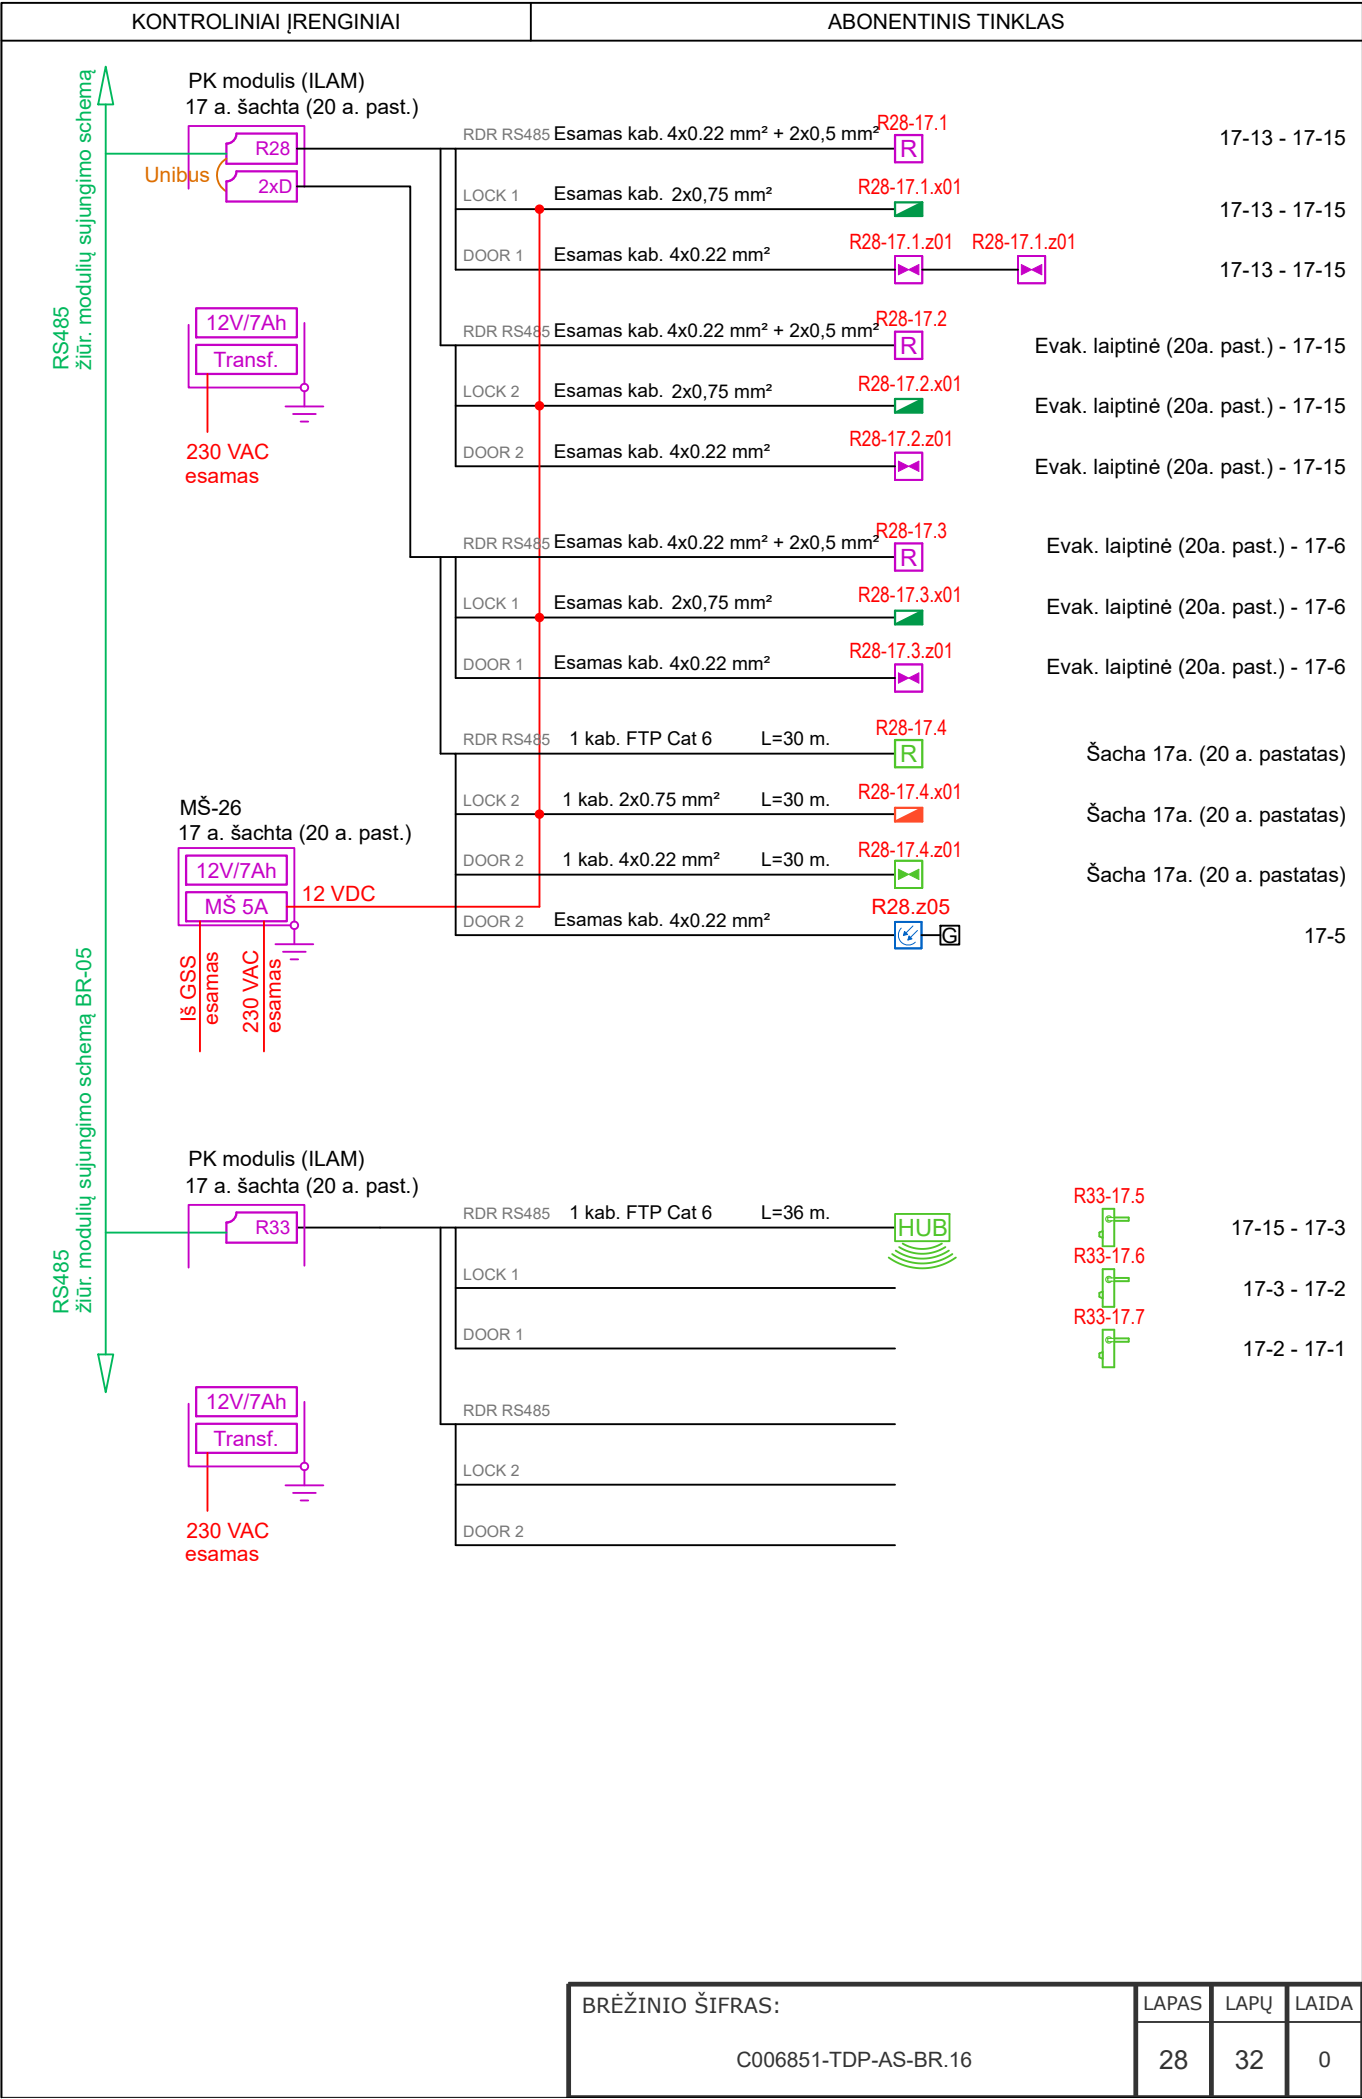 KONTROLINIAI ĮRENGINIAI
ABONENTINIS TINKLAS
RS485
žiūr. modulių sujungimo schemą
PK modulis (ILAM)
17 a. šachta (20 a. past.)
R28
Unibus
2xD
12V/7Ah
Transf.
230 VAC
esamas
RDR RS485 Esamas kab. 4x0.22 mm² + 2x0,5 mm² R28-17.1 R 17-13 - 17-15
LOCK 1 Esamas kab. 2x0,75 mm² R28-17.1.x01 17-13 - 17-15
DOOR 1 Esamas kab. 4x0.22 mm² R28-17.1.z01 R28-17.1.z01 17-13 - 17-15
RDR RS485 Esamas kab. 4x0.22 mm² + 2x0,5 mm² R28-17.2 R Evak. laiptinė (20a. past.) - 17-15
LOCK 2 Esamas kab. 2x0,75 mm² R28-17.2.x01 Evak. laiptinė (20a. past.) - 17-15
DOOR 2 Esamas kab. 4x0.22 mm² R28-17.2.z01 Evak. laiptinė (20a. past.) - 17-15
RDR RS485 Esamas kab. 4x0.22 mm² + 2x0,5 mm² R28-17.3 R Evak. laiptinė (20a. past.) - 17-6
LOCK 1 Esamas kab. 2x0,75 mm² R28-17.3.x01 Evak. laiptinė (20a. past.) - 17-6
DOOR 1 Esamas kab. 4x0.22 mm² R28-17.3.z01 Evak. laiptinė (20a. past.) - 17-6
RDR RS485 1 kab. FTP Cat 6 L=30 m. R28-17.4 R Šacha 17a. (20 a. pastatas)
LOCK 2 1 kab. 2x0.75 mm² L=30 m. R28-17.4.x01 Šacha 17a. (20 a. pastatas)
DOOR 2 1 kab. 4x0.22 mm² L=30 m. R28-17.4.z01 Šacha 17a. (20 a. pastatas)
DOOR 2 Esamas kab. 4x0.22 mm² R28.z05 G 17-5
MŠ-26
17 a. šachta (20 a. past.)
12V/7Ah
MŠ 5A
12 VDC
Iš GSS
esamas
230 VAC
esamas
RS485
žiūr. modulių sujungimo schemą BR-05
PK modulis (ILAM)
17 a. šachta (20 a. past.)
R33
12V/7Ah
Transf.
230 VAC
esamas
RDR RS485 1 kab. FTP Cat 6 L=36 m. HUB R33-17.5 17-15 - 17-3
LOCK 1 R33-17.6 17-3 - 17-2
DOOR 1 R33-17.7 17-2 - 17-1
RDR RS485
LOCK 2
DOOR 2
BRĖŽINIO ŠIFRAS:
C006851-TDP-AS-BR.16
LAPAS LAPŲ LAIDA
28 32 0